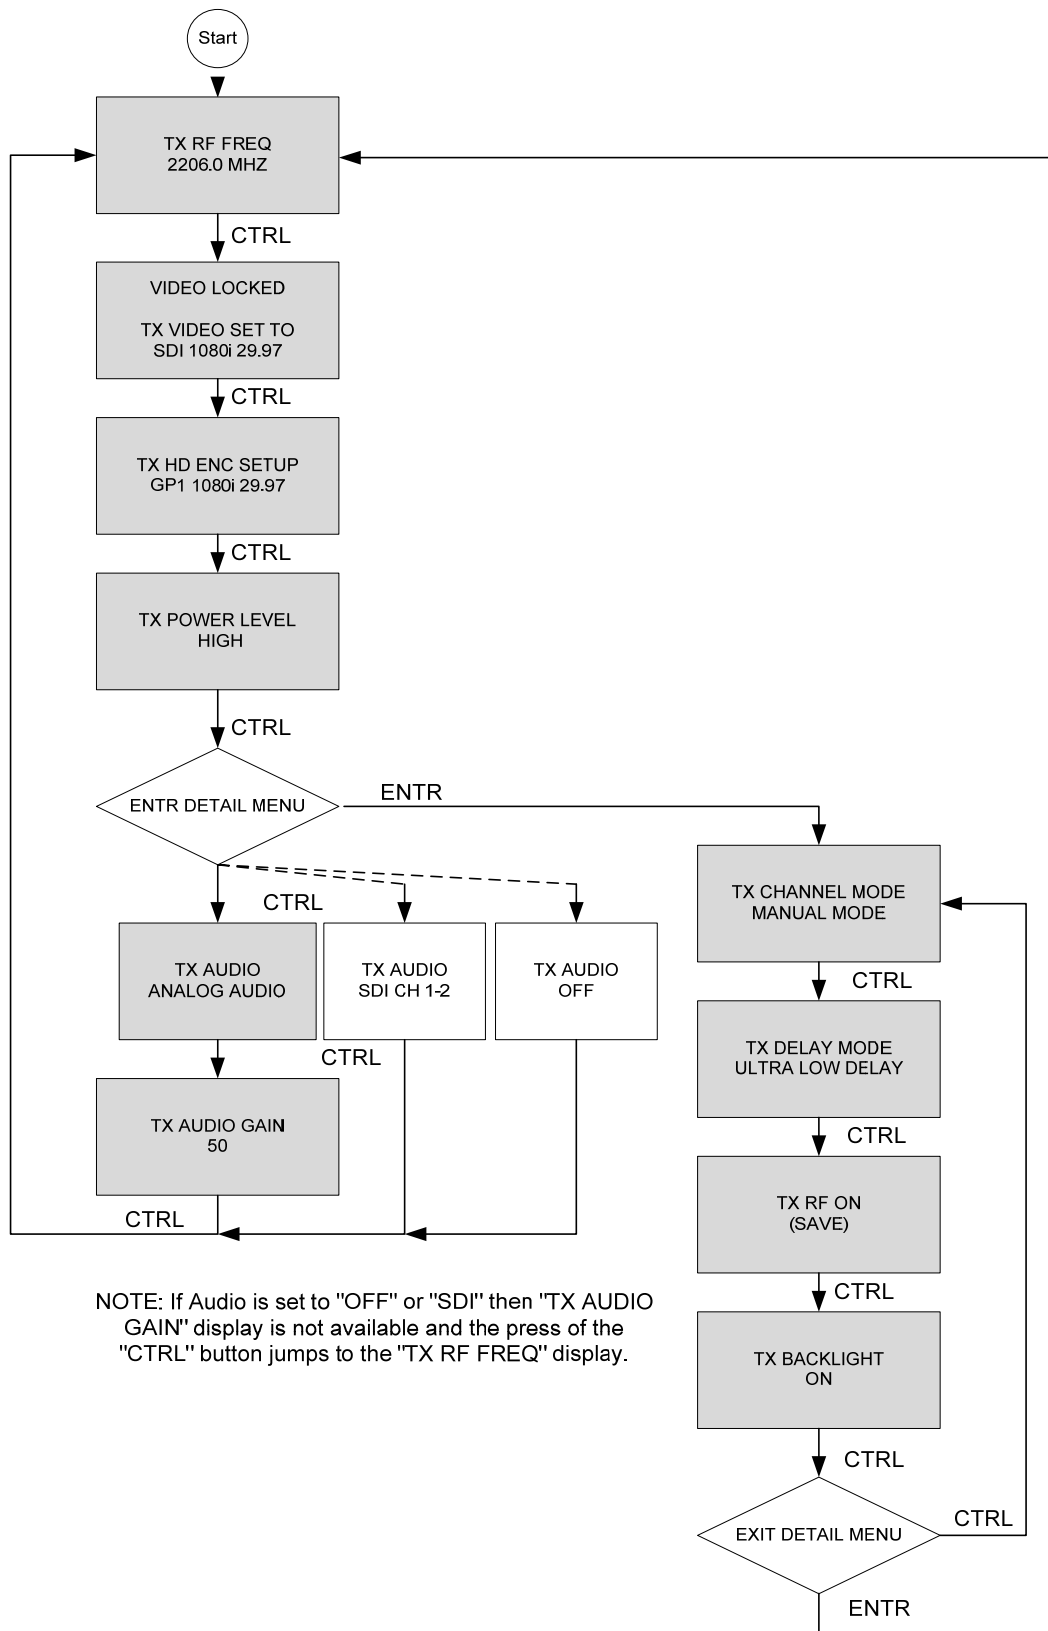 Start
TX RF FREQ
2206.0 MHZ
CTRL
VIDEO LOCKED
TX VIDEO SET TO
SDI 1080i 29.97
CTRL
TX HD ENC SETUP
GP1 1080i 29.97
CTRL
TX POWER LEVEL
HIGH
CTRL
ENTR DETAIL MENU
ENTR
CTRL
TX AUDIO
ANALOG AUDIO
TX AUDIO
SDI CH 1-2
TX AUDIO
OFF
CTRL
TX AUDIO GAIN
50
CTRL
NOTE: If Audio is set to "OFF" or "SDI" then "TX AUDIO
GAIN" display is not available and the press of the
"CTRL" button jumps to the "TX RF FREQ" display.
TX CHANNEL MODE
MANUAL MODE
CTRL
TX DELAY MODE
ULTRA LOW DELAY
CTRL
TX RF ON
(SAVE)
CTRL
TX BACKLIGHT
ON
CTRL
EXIT DETAIL MENU
CTRL
ENTR